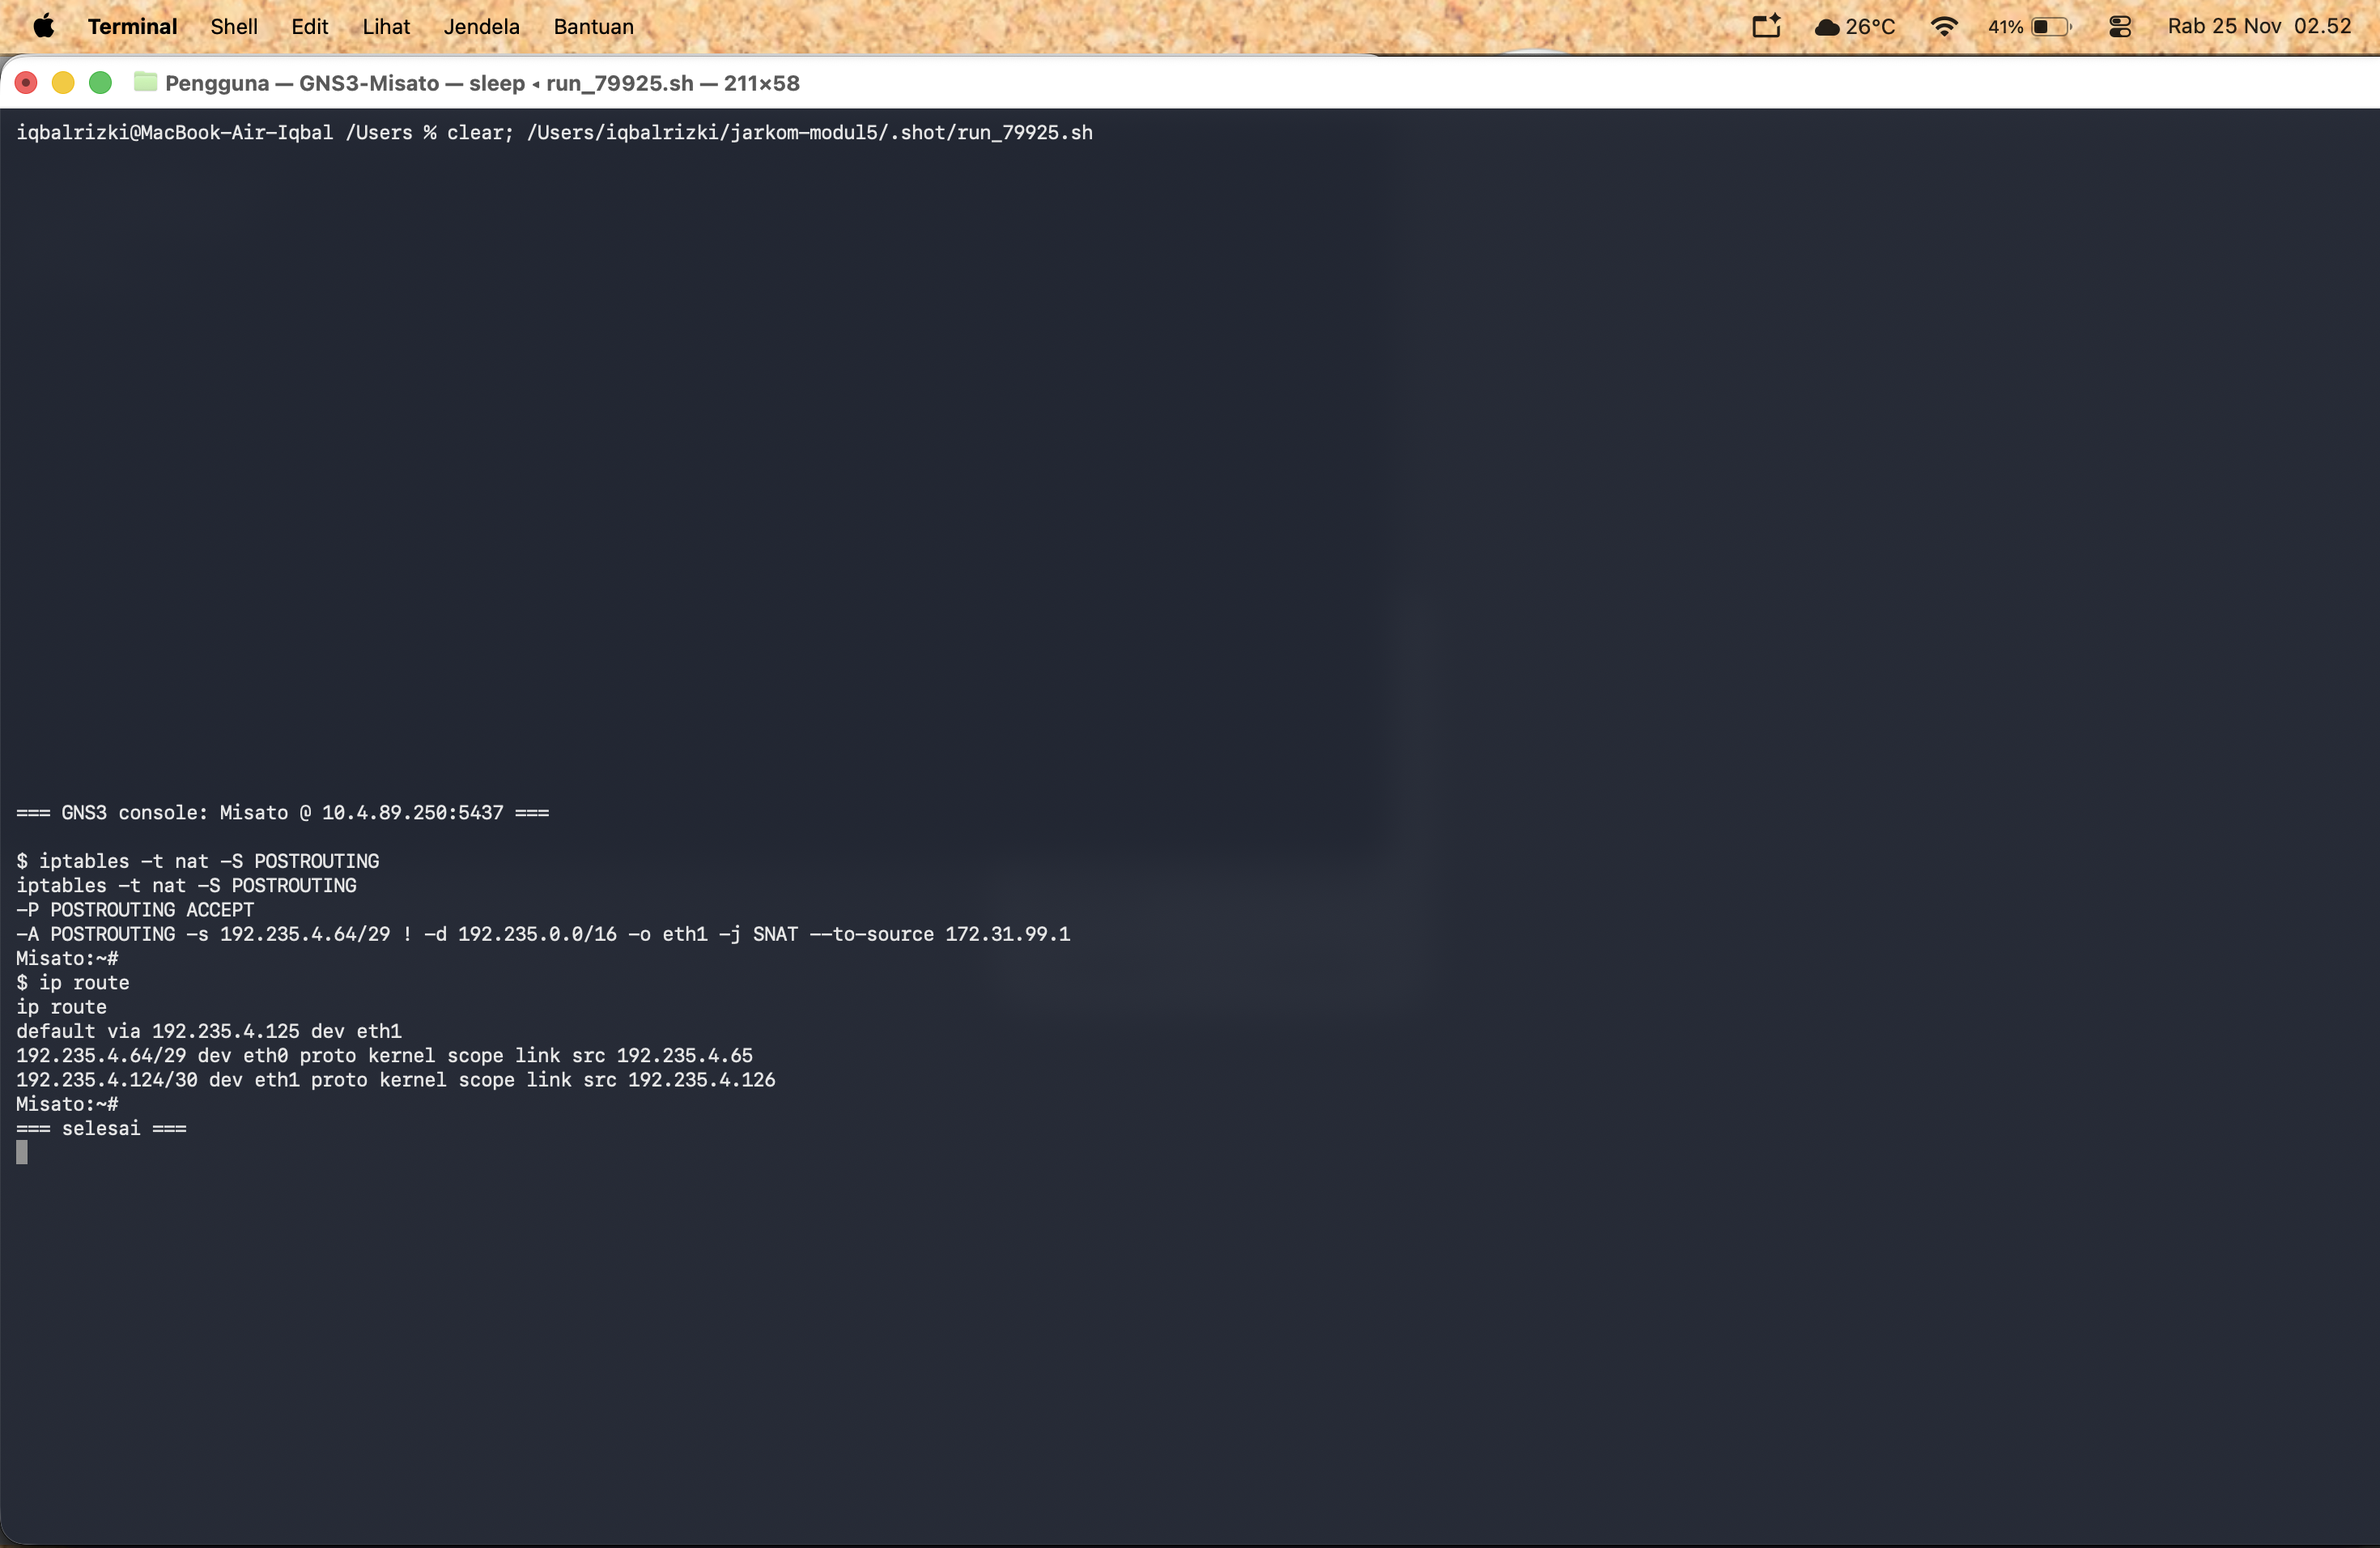 Terminal Shell Edit Lihat Jendela Bantuan 26°C 41% Rab 25 Nov 02.52
Pengguna — GNS3-Misato — sleep ◂ run_79925.sh — 211×58
iqbalrizki@MacBook-Air-Iqbal /Users % clear; /Users/iqbalrizki/jarkom-modul5/.shot/run_79925.sh
=== GNS3 console: Misato @ 10.4.89.250:5437 ===
$ iptables -t nat -S POSTROUTING
iptables -t nat -S POSTROUTING
-P POSTROUTING ACCEPT
-A POSTROUTING -s 192.235.4.64/29 ! -d 192.235.0.0/16 -o eth1 -j SNAT --to-source 172.31.99.1
Misato:~#
$ ip route
ip route
default via 192.235.4.125 dev eth1
192.235.4.64/29 dev eth0 proto kernel scope link src 192.235.4.65
192.235.4.124/30 dev eth1 proto kernel scope link src 192.235.4.126
Misato:~#
=== selesai ===